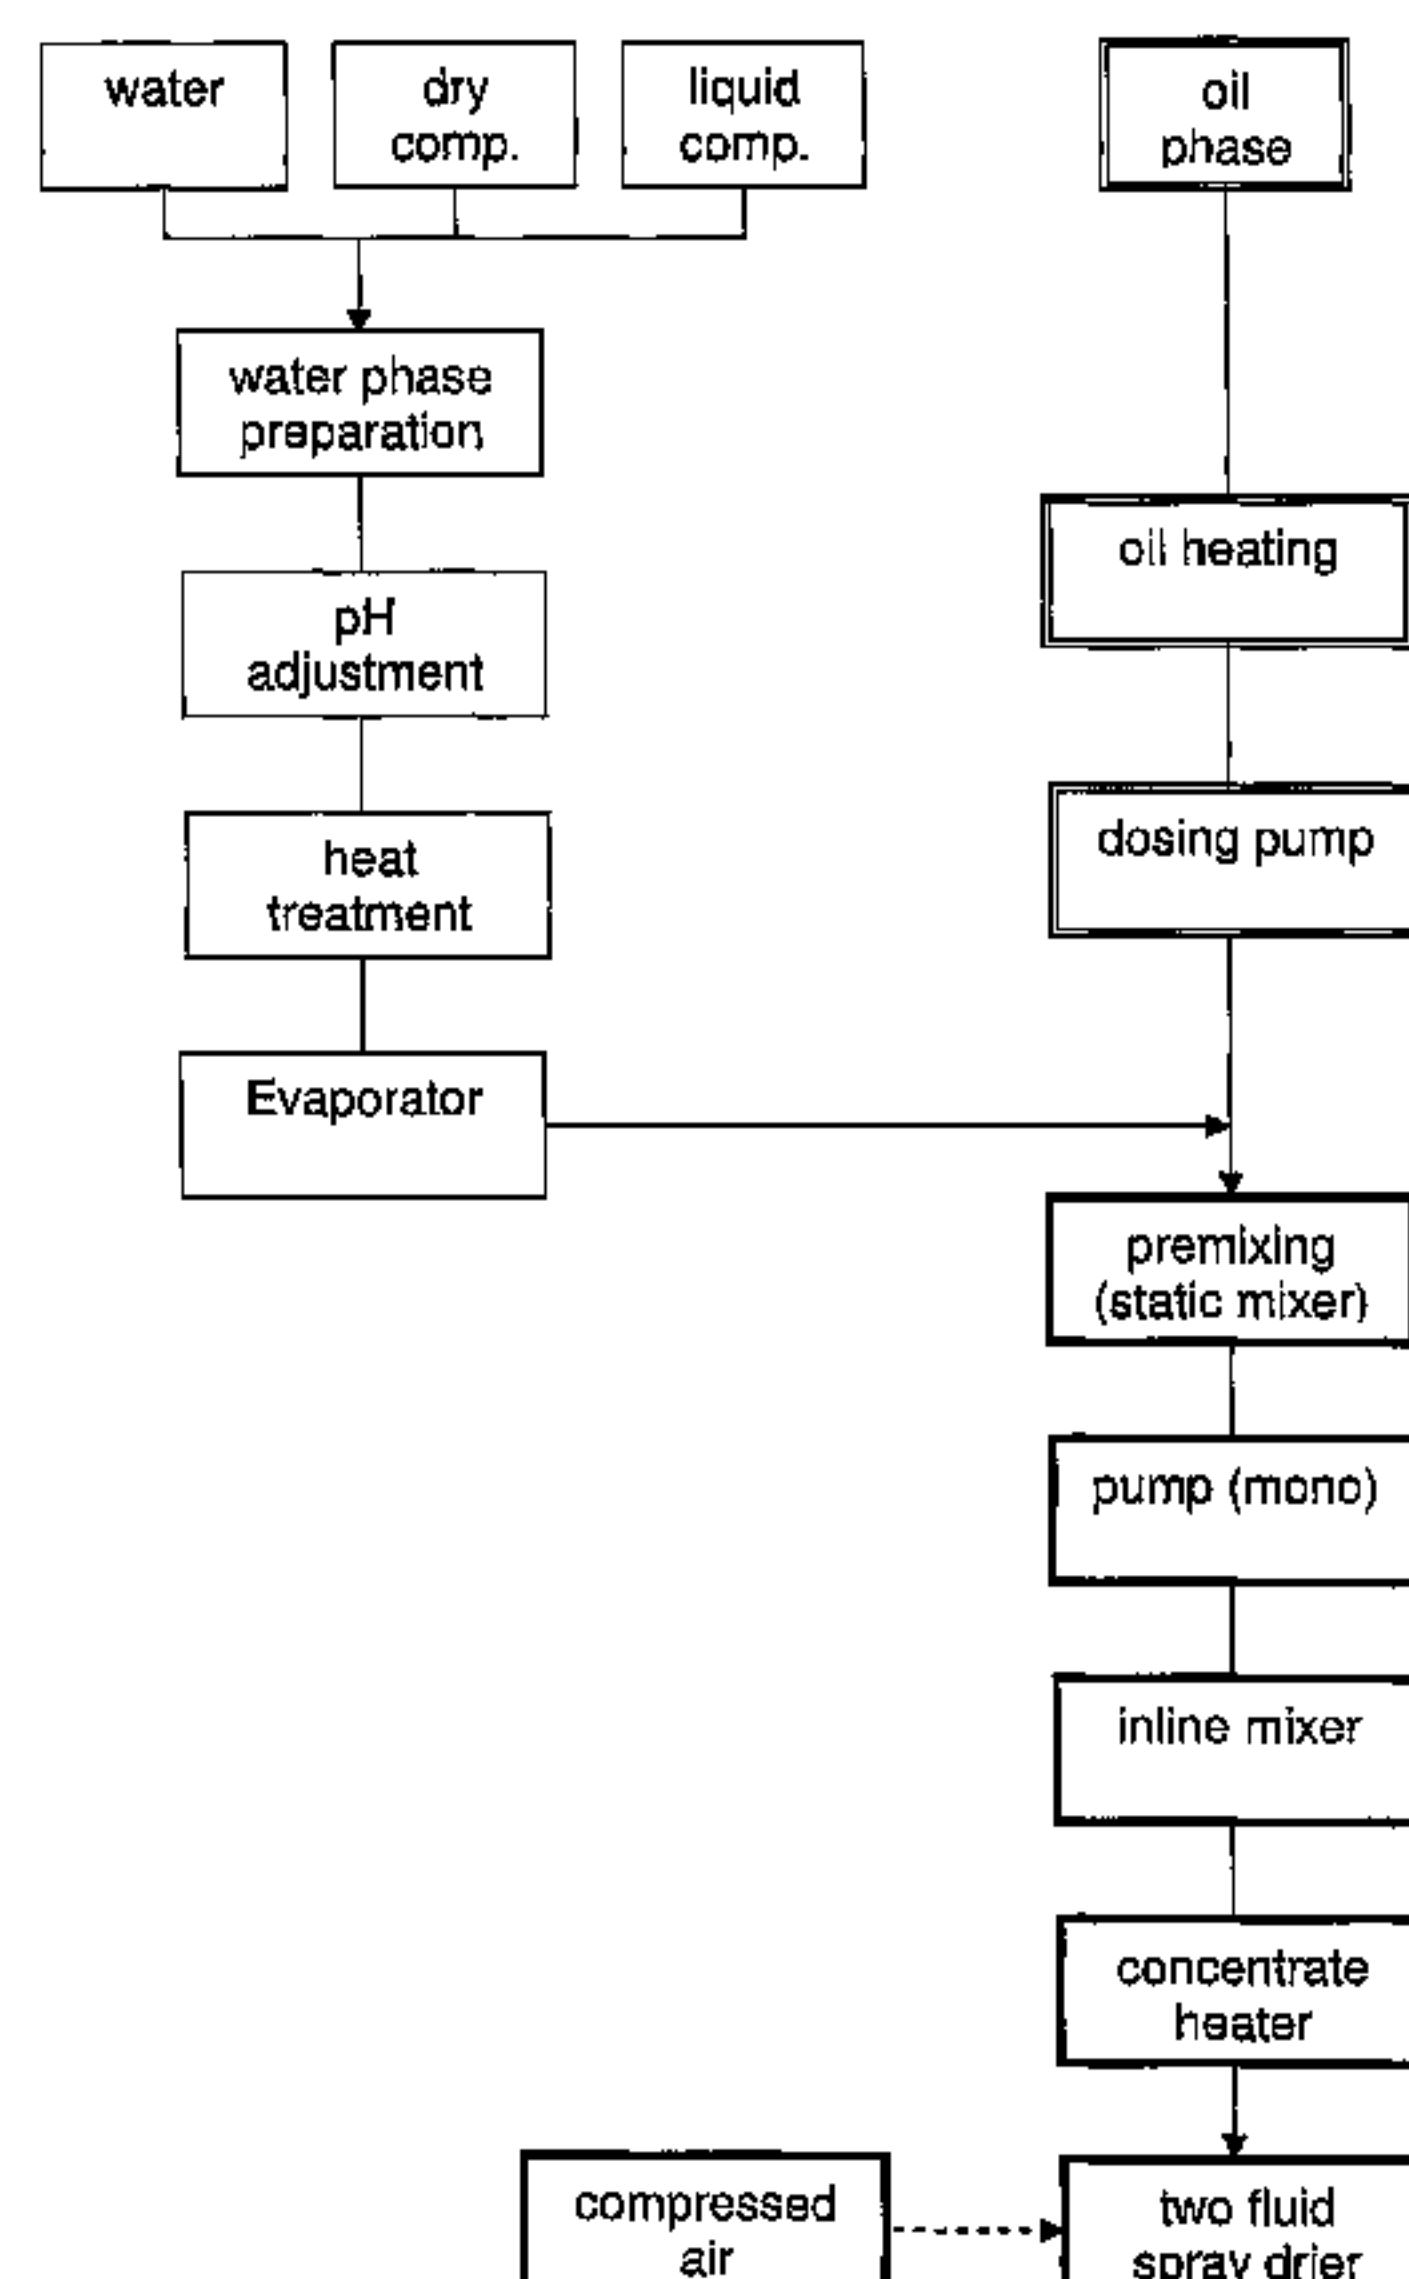 water
dry
comp.
liquid
comp.
oil
phase
water phase
preparation
oil heating
pH
adjustment
dosing pump
heat
treatment
Evaporator
premixing
(static mixer)
pump (mono)
inline mixer
concentrate
heater
compressed
air
two fluid
spray drier